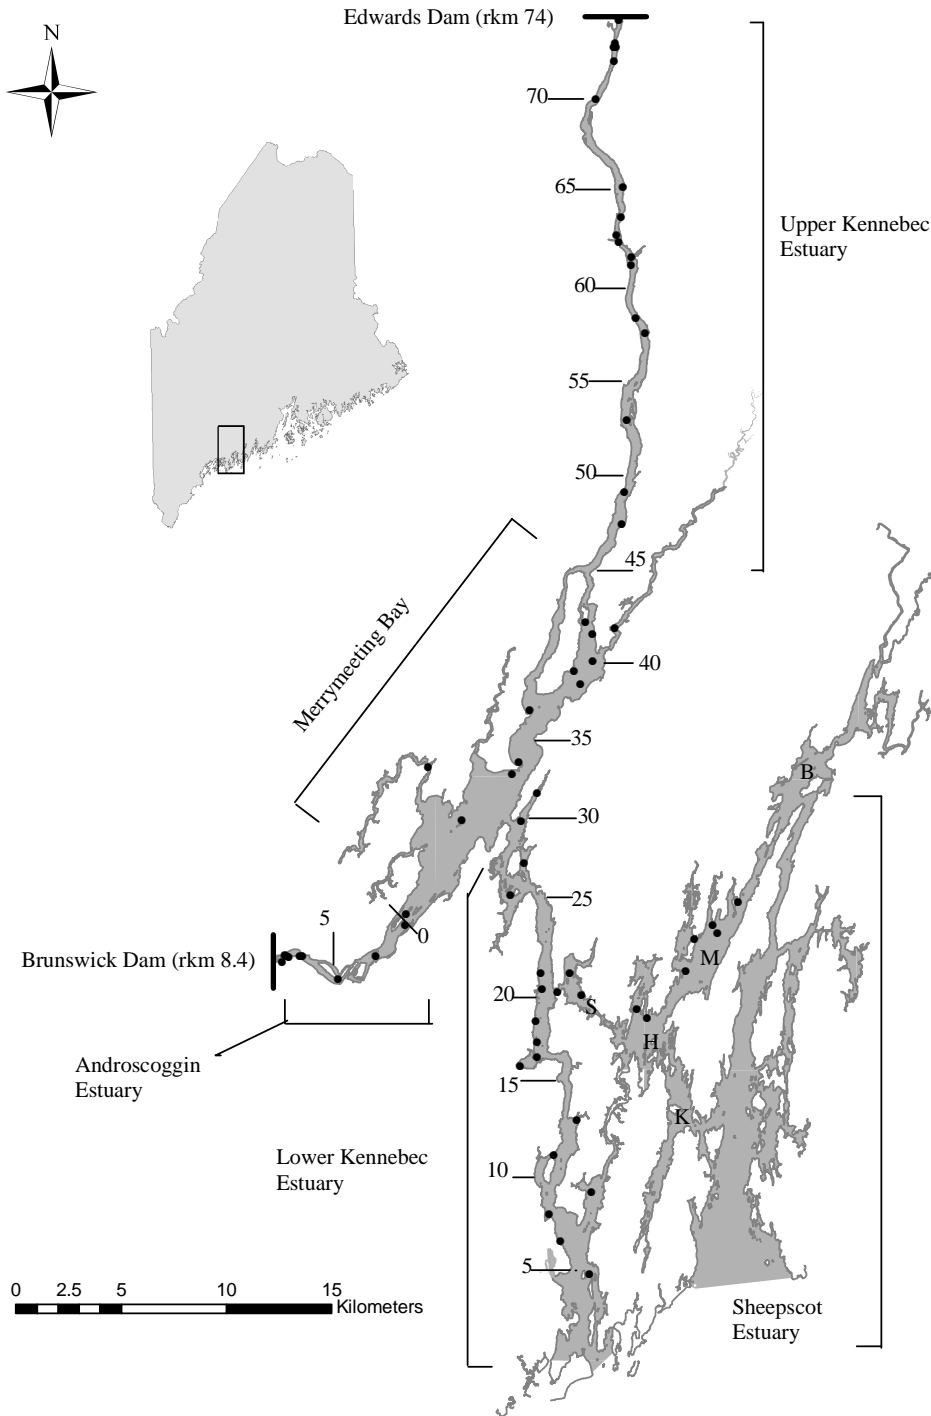 Edwards Dam (rkm 74)
N
70
65
Upper Kennebec
Estuary
60
55
50
45
Merrymeeting Bay
40
35
B
30
25
5
0
M
Brunswick Dam (rkm 8.4)
20
S
H
Androscoggin
Estuary
15
K
Lower Kennebec
Estuary
10
5
0 2.5 5 10 15
Kilometers
Sheepscot
Estuary